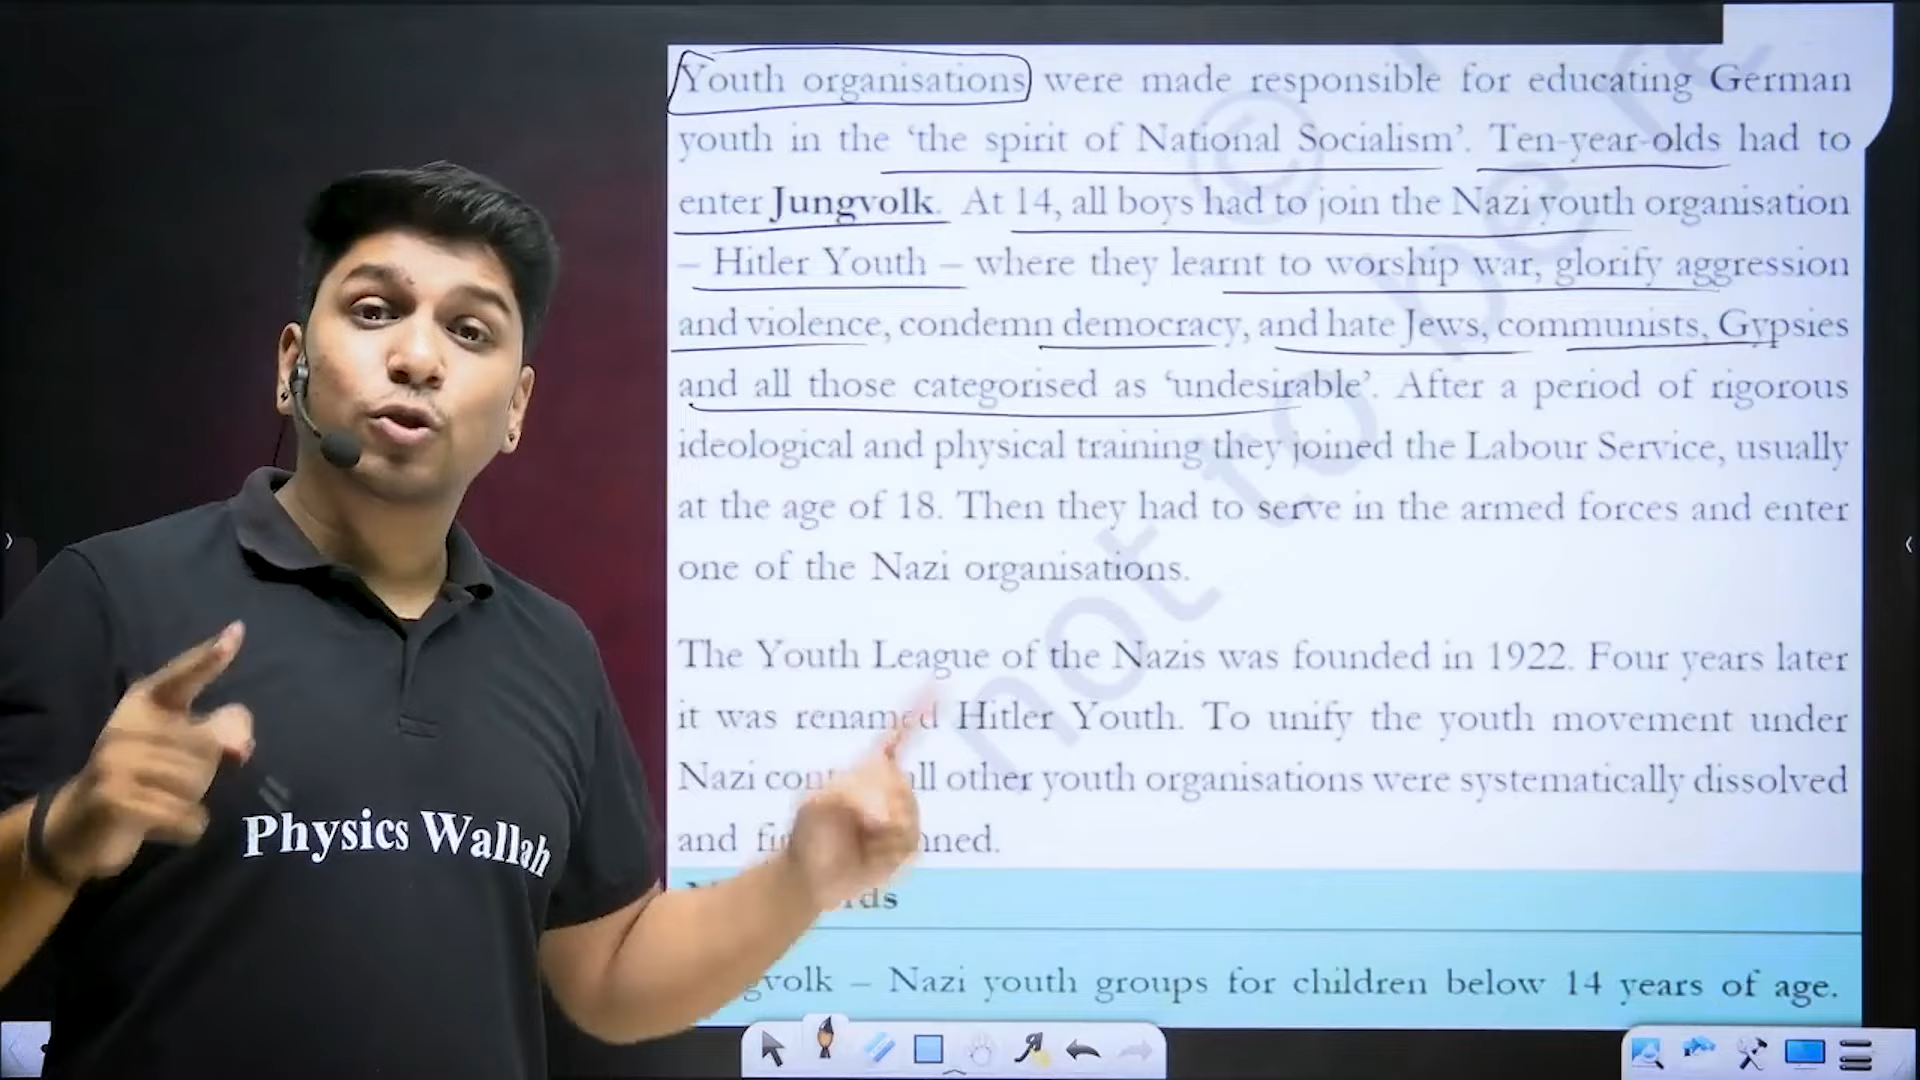 Youth organisations were made responsible for educating German
youth in the ‘the spirit of National Socialism’. Ten-year-olds had to
enter Jungvolk. At 14, all boys had to join the Nazi youth organisation
– Hitler Youth – where they learnt to worship war, glorify aggression
and violence, condemn democracy, and hate Jews, communists, Gypsies
and all those categorised as ‘undesirable’. After a period of rigorous
ideological and physical training they joined the Labour Service, usually
at the age of 18. Then they had to serve in the armed forces and enter
one of the Nazi organisations.
The Youth League of the Nazis was founded in 1922. Four years later
it was renamed Hitler Youth. To unify the youth movement under
Nazi other youth organisations were systematically dissolved
and
volk – Nazi youth groups for children below 14 years of age.
Physics Wallah
not to be re